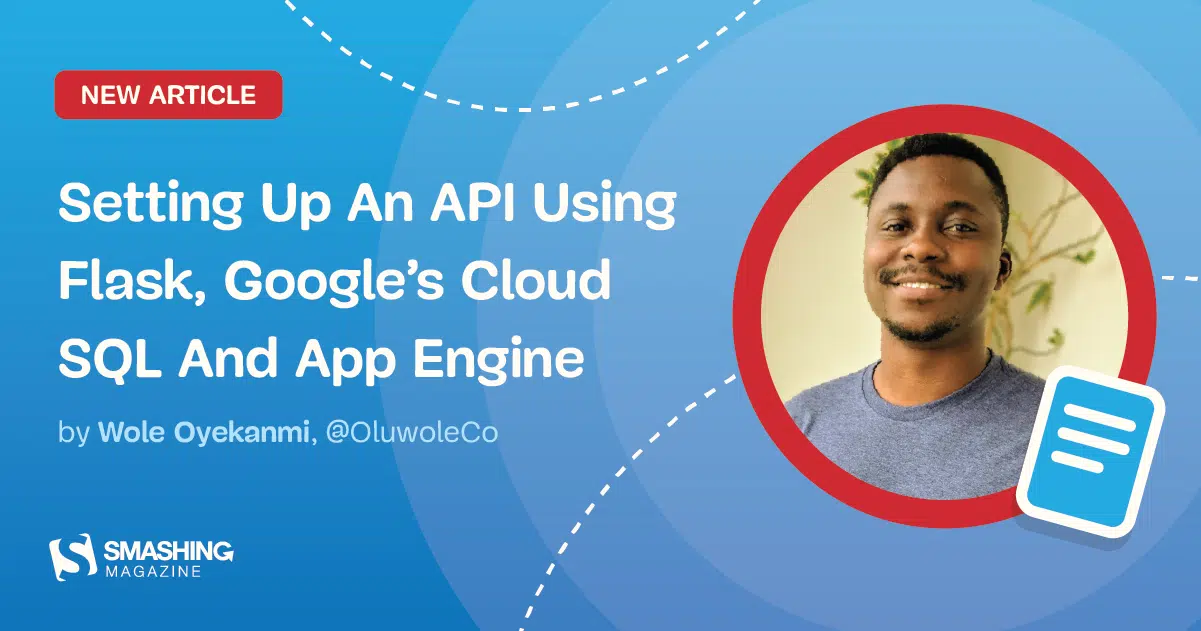 NEW ARTICLE
Setting Up An API Using
Flask, Google’s Cloud
SQL And App Engine
by Wole Oyekanmi, @OluwoleCo
SMASHING
MAGAZINE